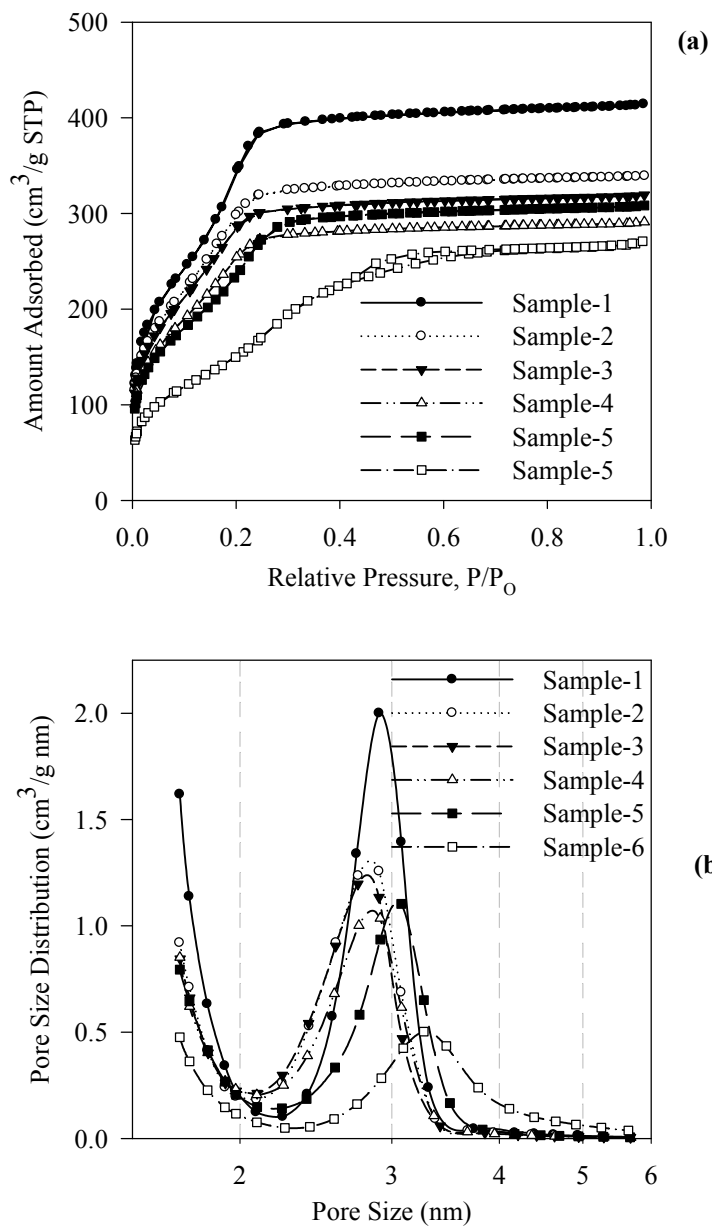 500
(a)
400
300
200
100
0
Amount Adsorbed (cm³/g STP)
Sample-1
Sample-2
Sample-3
Sample-4
Sample-5
Sample-5
0.0 0.2 0.4 0.6 0.8 1.0
Relative Pressure, P/P_O
2.0
1.5
1.0
0.5
0.0
Pore Size Distribution (cm³/g nm)
Sample-1
Sample-2
Sample-3
Sample-4
Sample-5
Sample-6
(b
2 3 4 5 6
Pore Size (nm)